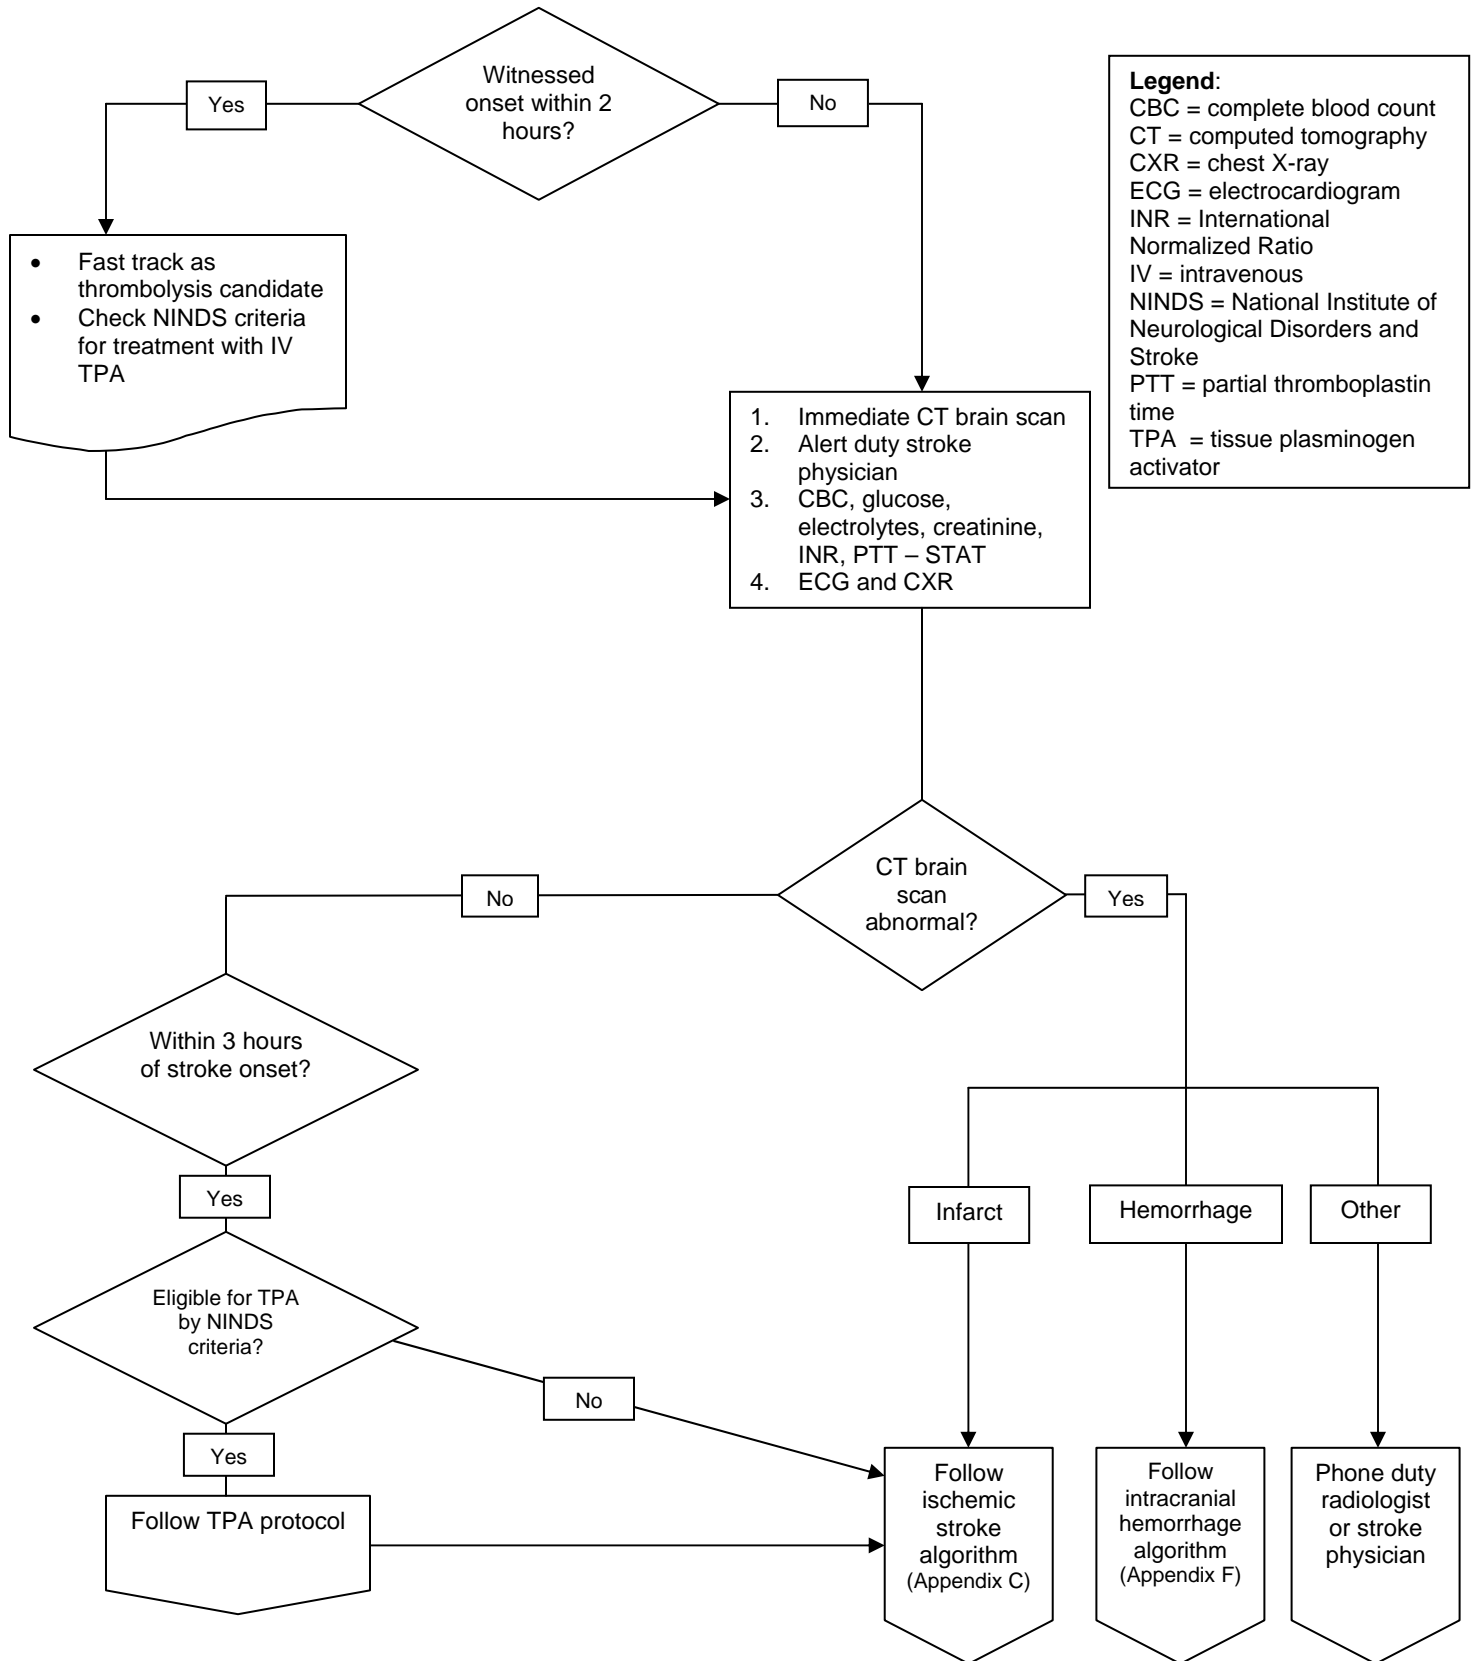 Witnessed
onset within 2
hours?
Yes
No
Legend:
CBC = complete blood count
CT = computed tomography
CXR = chest X-ray
ECG = electrocardiogram
INR = International
Normalized Ratio
IV = intravenous
NINDS = National Institute of
Neurological Disorders and
Stroke
PTT = partial thromboplastin
time
TPA = tissue plasminogen
activator
• Fast track as
thrombolysis candidate
• Check NINDS criteria
for treatment with IV
TPA
1. Immediate CT brain scan
2. Alert duty stroke
physician
3. CBC, glucose,
electrolytes, creatinine,
INR, PTT – STAT
4. ECG and CXR
CT brain
scan
abnormal?
No
Yes
Within 3 hours
of stroke onset?
Yes
Infarct
Hemorrhage
Other
Eligible for TPA
by NINDS
criteria?
No
Yes
Follow TPA protocol
Follow
ischemic
stroke
algorithm
(Appendix C)
Follow
intracranial
hemorrhage
algorithm
(Appendix F)
Phone duty
radiologist
or stroke
physician